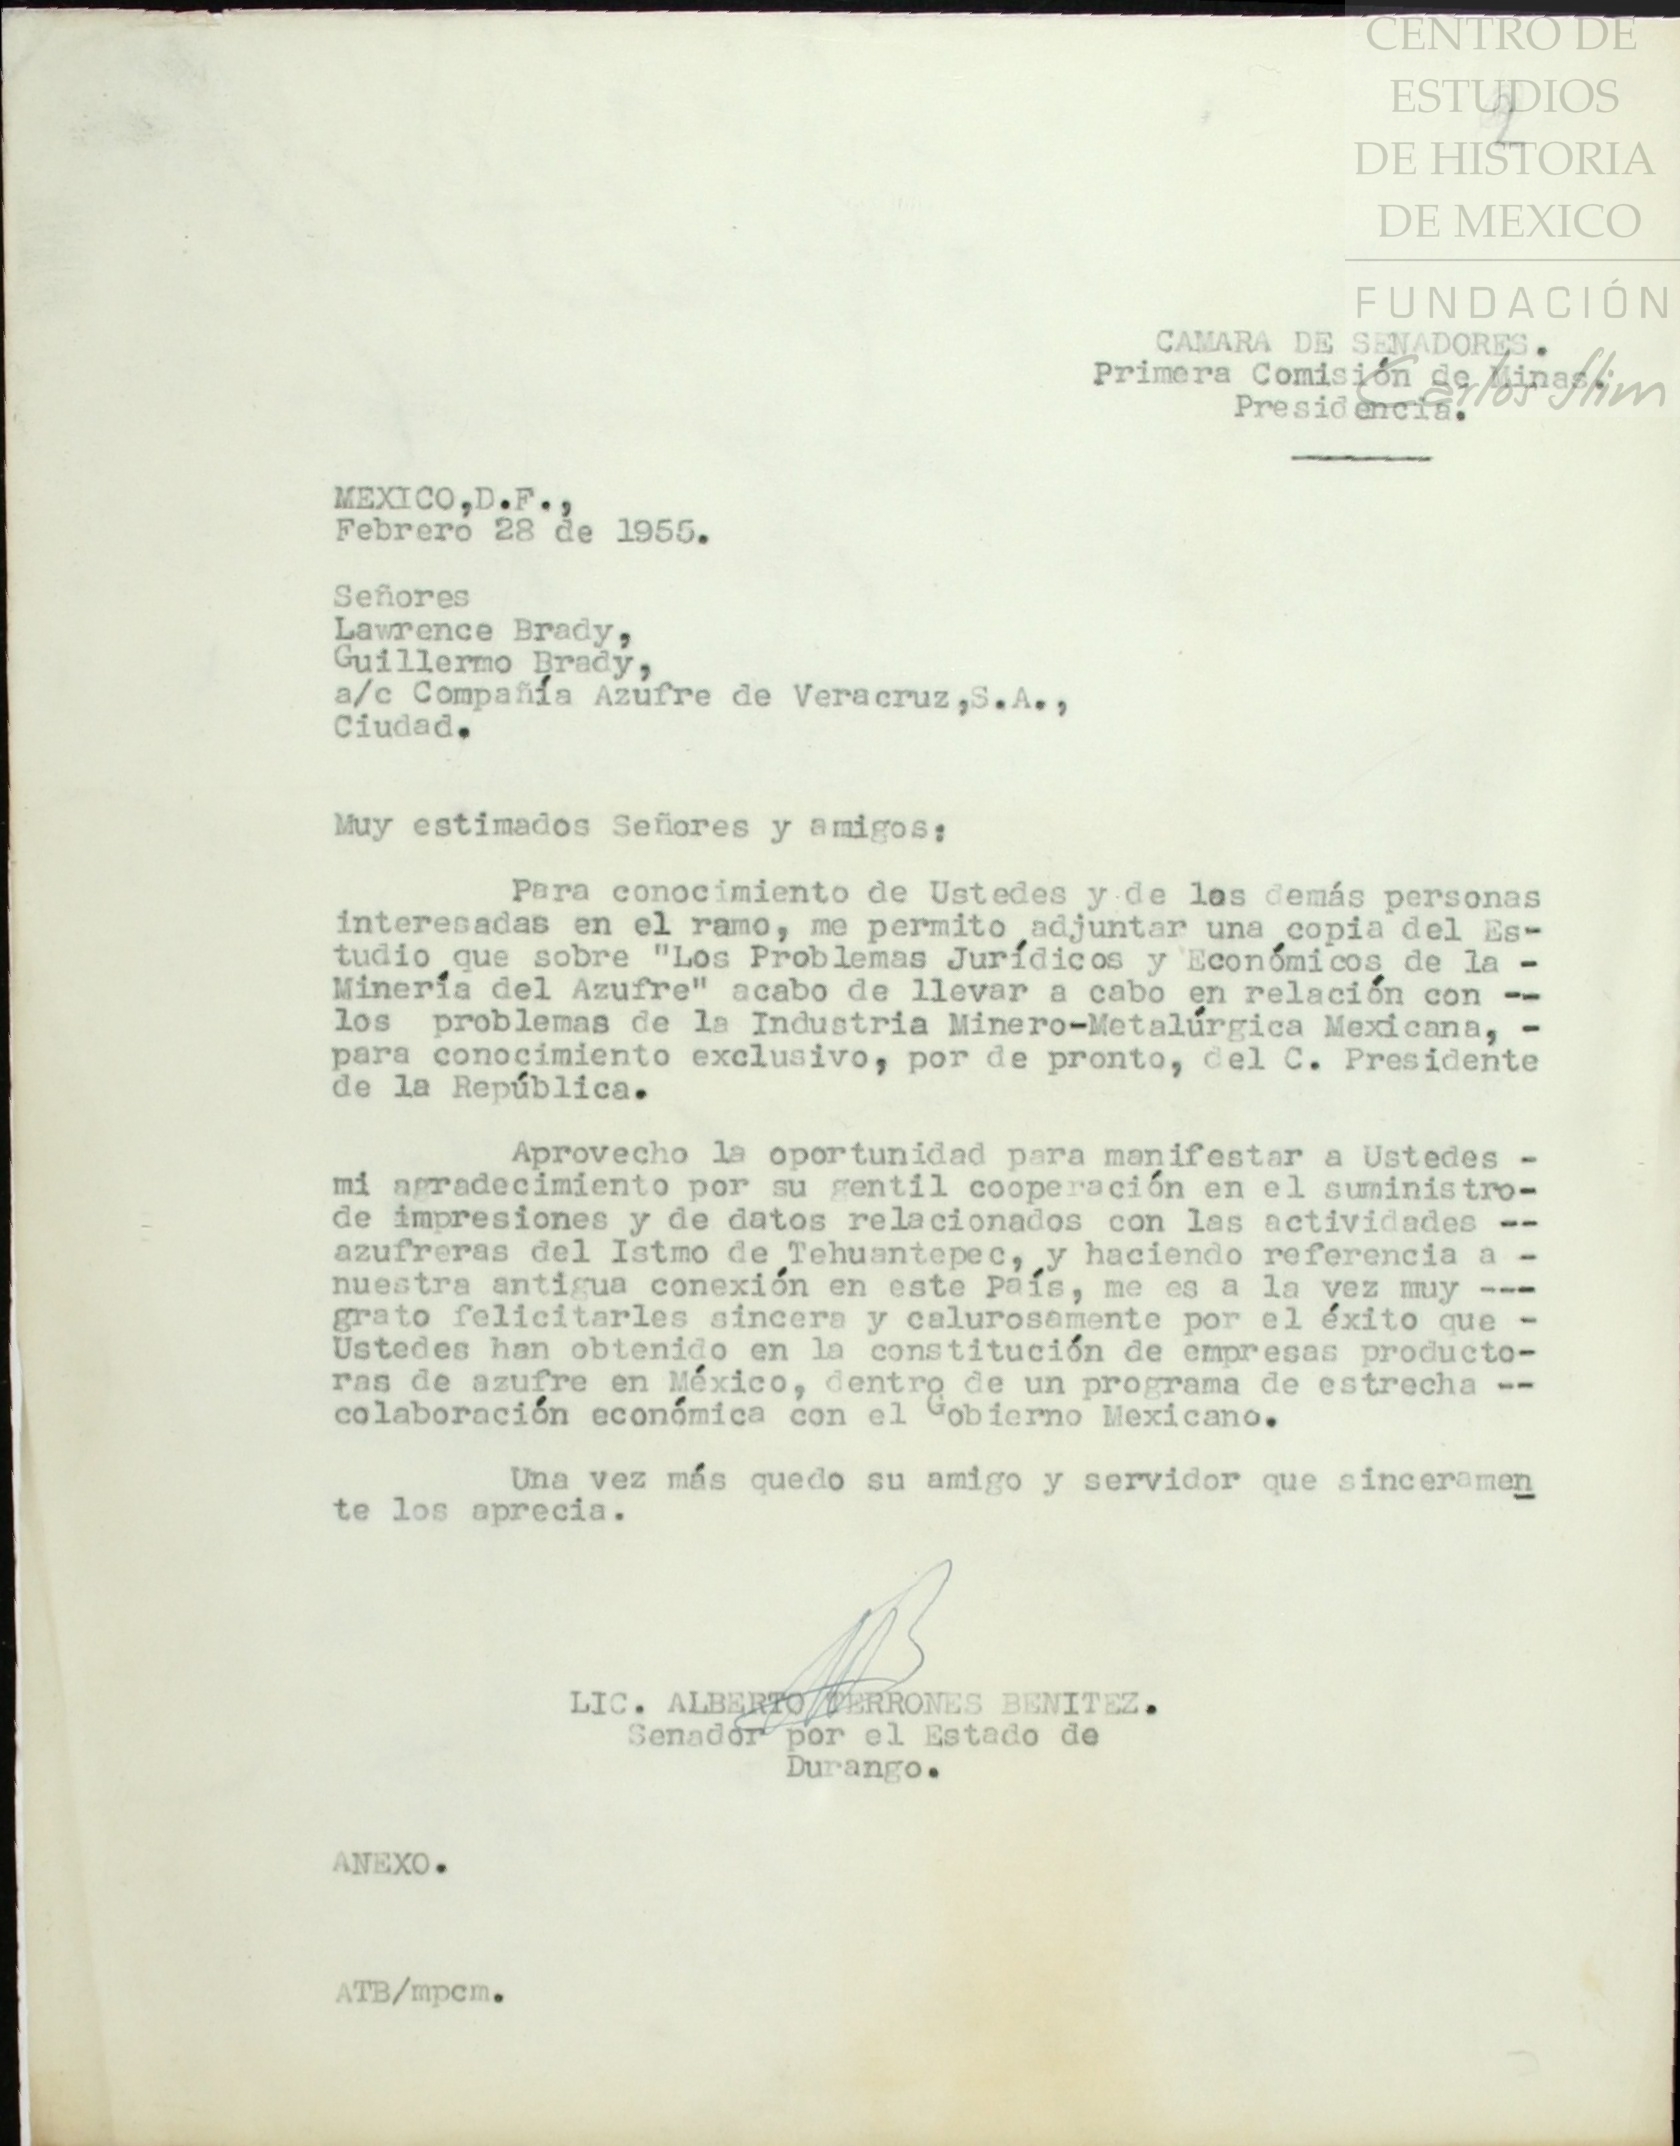 CENTRO DE
ESTUDIOS
DE HISTORIA
DE MEXICO
FUNDACIÓN
Carlos Slim
2
CAMARA DE SENADORES.
Primera Comisión de Minas.
Presidencia.
MEXICO,D.F.,
Febrero 28 de 1955.
Señores
Lawrence Brady,
Guillermo Brady,
a/c Compañía Azufre de Veracruz,S.A.,
Ciudad.
Muy estimados Señores y amigos:
Para conocimiento de Ustedes y de las demás personas
interesadas en el ramo, me permito adjuntar una copia del Es-
tudio que sobre "Los Problemas Jurídicos y Económicos de la -
Minería del Azufre" acabo de llevar a cabo en relación con --
los problemas de la Industria Minero-Metalúrgica Mexicana, -
para conocimiento exclusivo, por de pronto, del C. Presidente
de la República.
Aprovecho la oportunidad para manifestar a Ustedes -
mi agradecimiento por su gentil cooperación en el suministro-
de impresiones y de datos relacionados con las actividades --
azufreras del Istmo de Tehuantepec, y haciendo referencia a -
nuestra antigua conexión en este País, me es a la vez muy ---
grato felicitarles sincera y calurosamente por el éxito que -
Ustedes han obtenido en la constitución de empresas producto-
ras de azufre en México, dentro de un programa de estrecha --
colaboración económica con el Gobierno Mexicano.
Una vez más quedo su amigo y servidor que sinceramen
te los aprecia.
LIC. ALBERTO TERRONES BENITEZ.
Senador por el Estado de
Durango.
ANEXO.
ATB/mpcm.